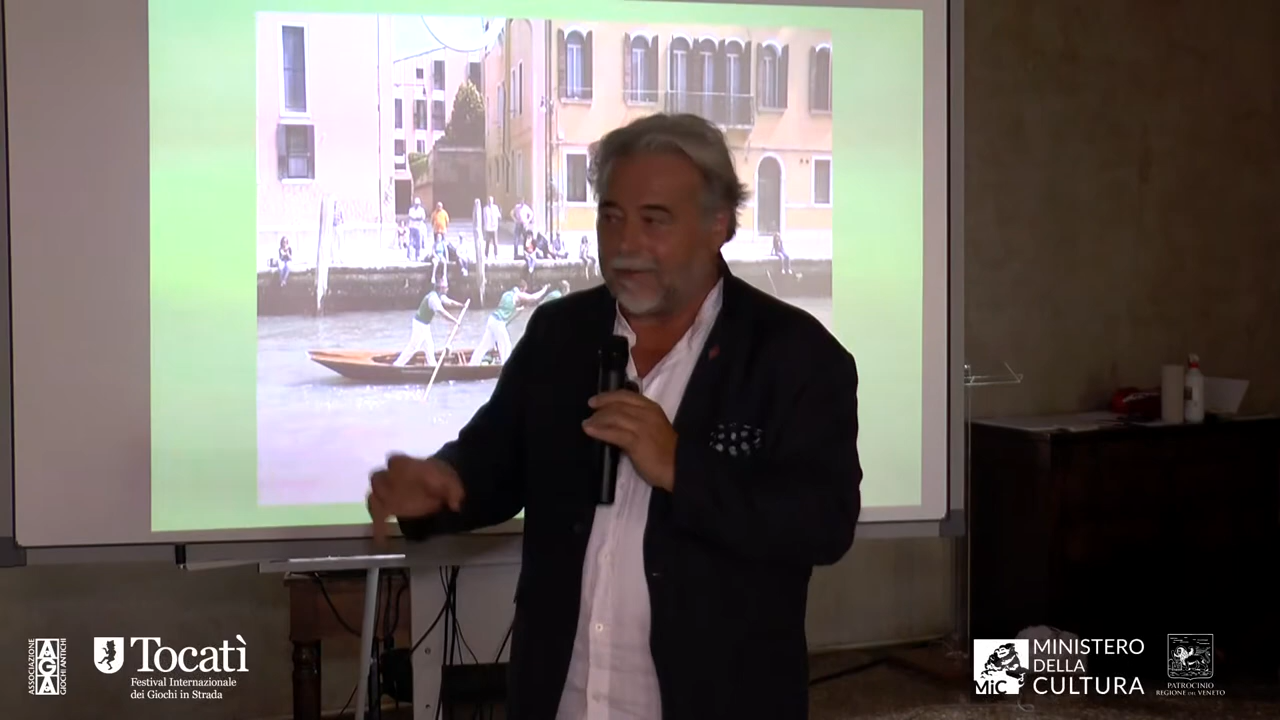 ASSOCIAZIONE
AGA
GIOCHI ANTICHI
Tocatì
Festival Internazionale
dei Giochi in Strada
MiC
MINISTERO
DELLA
CULTURA
PATROCINIO
REGIONE DEL VENETO